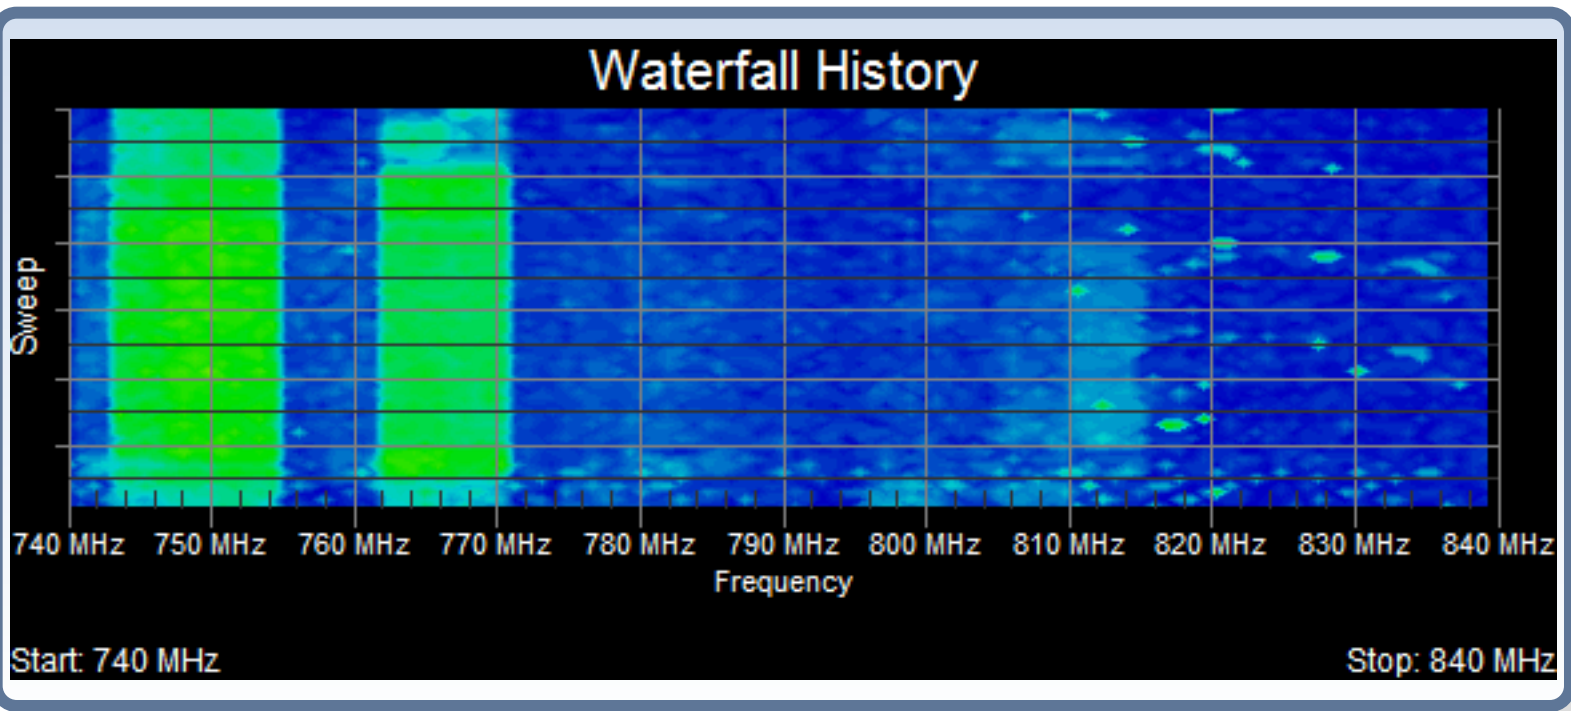 Waterfall History
Sweep
740 MHz 750 MHz 760 MHz 770 MHz 780 MHz 790 MHz 800 MHz 810 MHz 820 MHz 830 MHz 840 MHz
Frequency
Start: 740 MHz Stop: 840 MHz